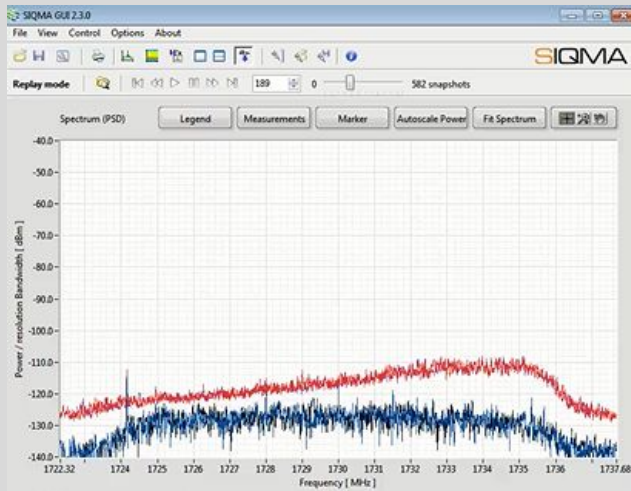 SIQMA GUI 2.3.0
File View Control Options About
SIQMA
Replay mode 189 0 582 snapshots
Spectrum (PSD) Legend Measurements Marker Autoscale Power Fit Spectrum
-40.0
-50.0
-60.0
-70.0
-80.0
-90.0
-100.0
-110.0
-120.0
-130.0
-140.0
Power / resolution Bandwidth [ dBm ]
1722.32 1724 1725 1726 1727 1728 1729 1730 1731 1732 1733 1734 1735 1736 1737.68
Frequency [ MHz ]